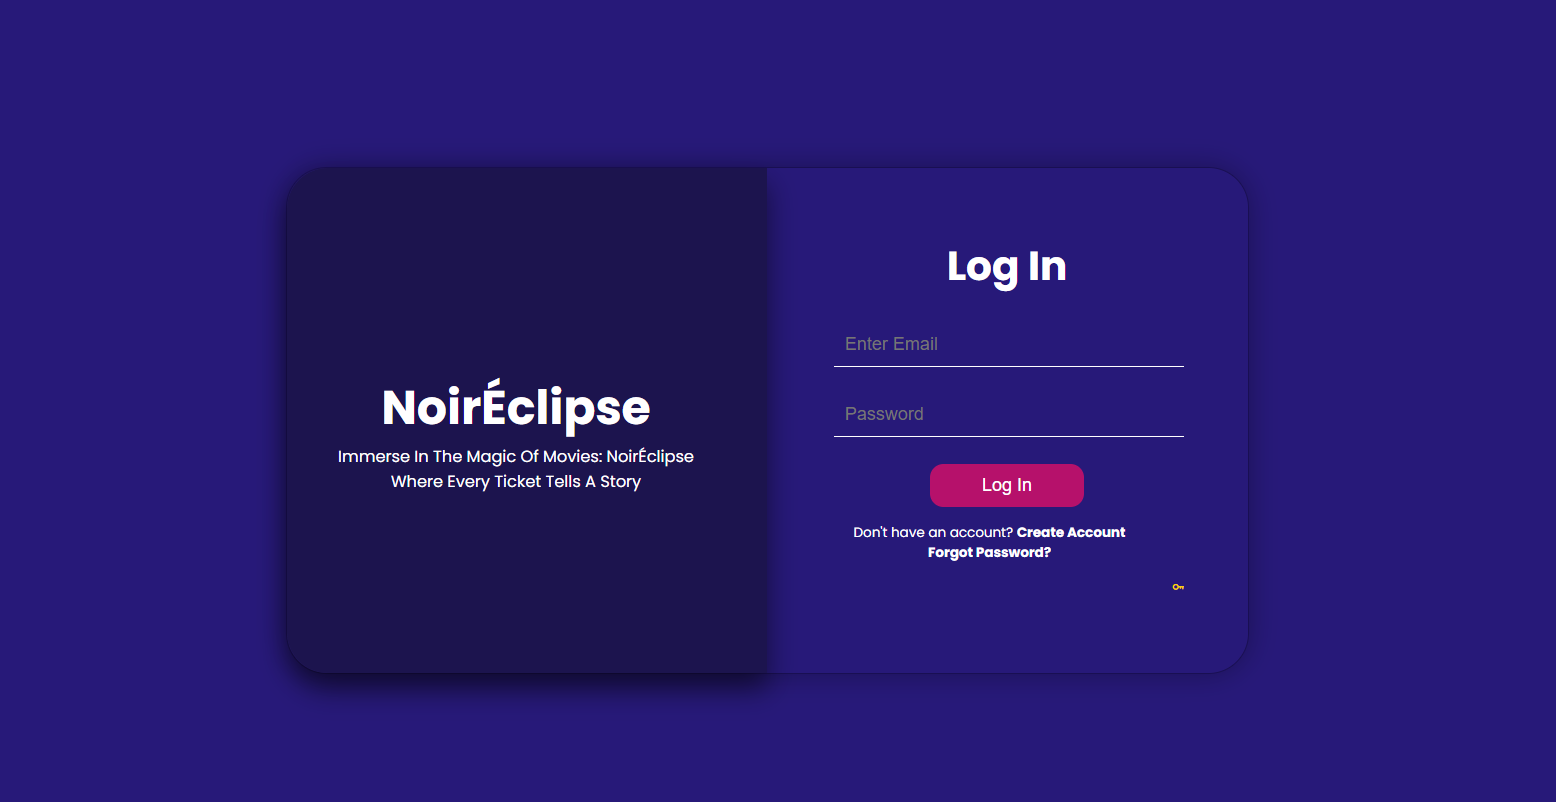 NoirÉclipse
Immerse In The Magic Of Movies: NoirÉclipse
Where Every Ticket Tells A Story
Log In
Enter Email
Password
Log In
Don't have an account? Create Account
Forgot Password?